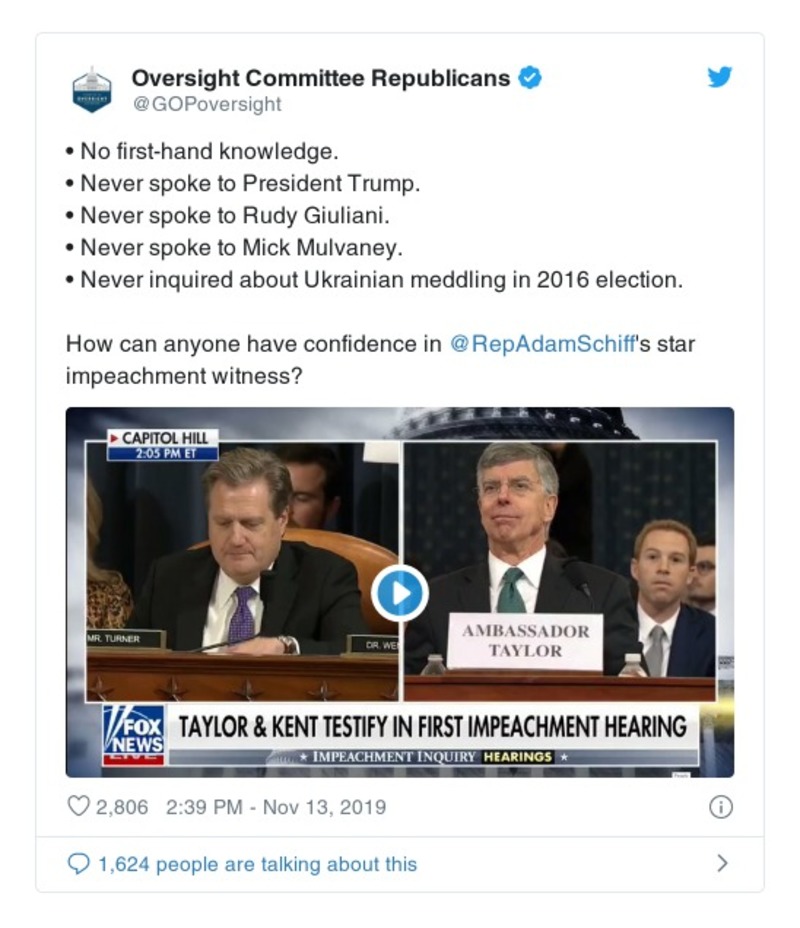 Oversight Committee Republicans
@GOPoversight
• No first-hand knowledge.
• Never spoke to President Trump.
• Never spoke to Rudy Giuliani.
• Never spoke to Mick Mulvaney.
• Never inquired about Ukrainian meddling in 2016 election.
How can anyone have confidence in @RepAdamSchiff's star
impeachment witness?
CAPITOL HILL
2:05 PM ET
MR. TURNER
DR. WE
AMBASSADOR
TAYLOR
FOX
NEWS
LIVE
TAYLOR & KENT TESTIFY IN FIRST IMPEACHMENT HEARING
★ IMPEACHMENT INQUIRY HEARINGS ★
2,806 2:39 PM - Nov 13, 2019
1,624 people are talking about this